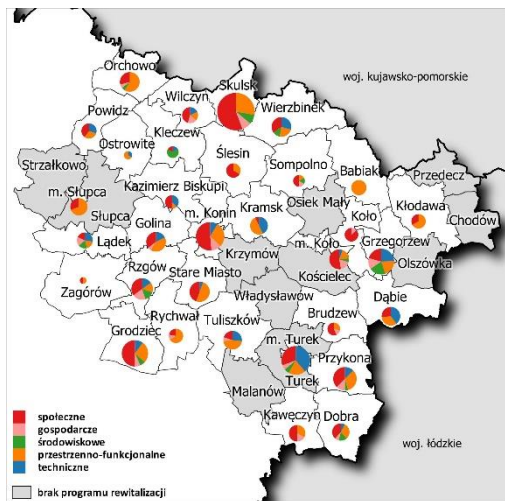 Orchowo
Skulsk
woj. kujawsko-pomorskie
Wilczyn
Wierzbinek
Powidz
Kleczew
Ostrowite
Strzałkowo
Ślesin
Sompolno
Babiak
Przedecz
m. Słupca
Kazimierz Biskupi
Osiek Mały
Kłodawa
Słupca
m. Konin
Kramsk
Koło
Chodów
Golina
Lądek
m. Koło
Grzegorzew
Krzymów
Kościelec
Olszówka
Rzgów
Stare Miasto
Zagórów
Władysławów
Dąbie
Rychwał
Tuliszków
Brudzew
Grodziec
m. Turek
Przykona
Turek
Malanów
Kawęczyn
Dobra
woj. łódzkie
społeczne
gospodarcze
środowiskowe
przestrzenno-funkcjonalne
techniczne
brak programu rewitalizacji